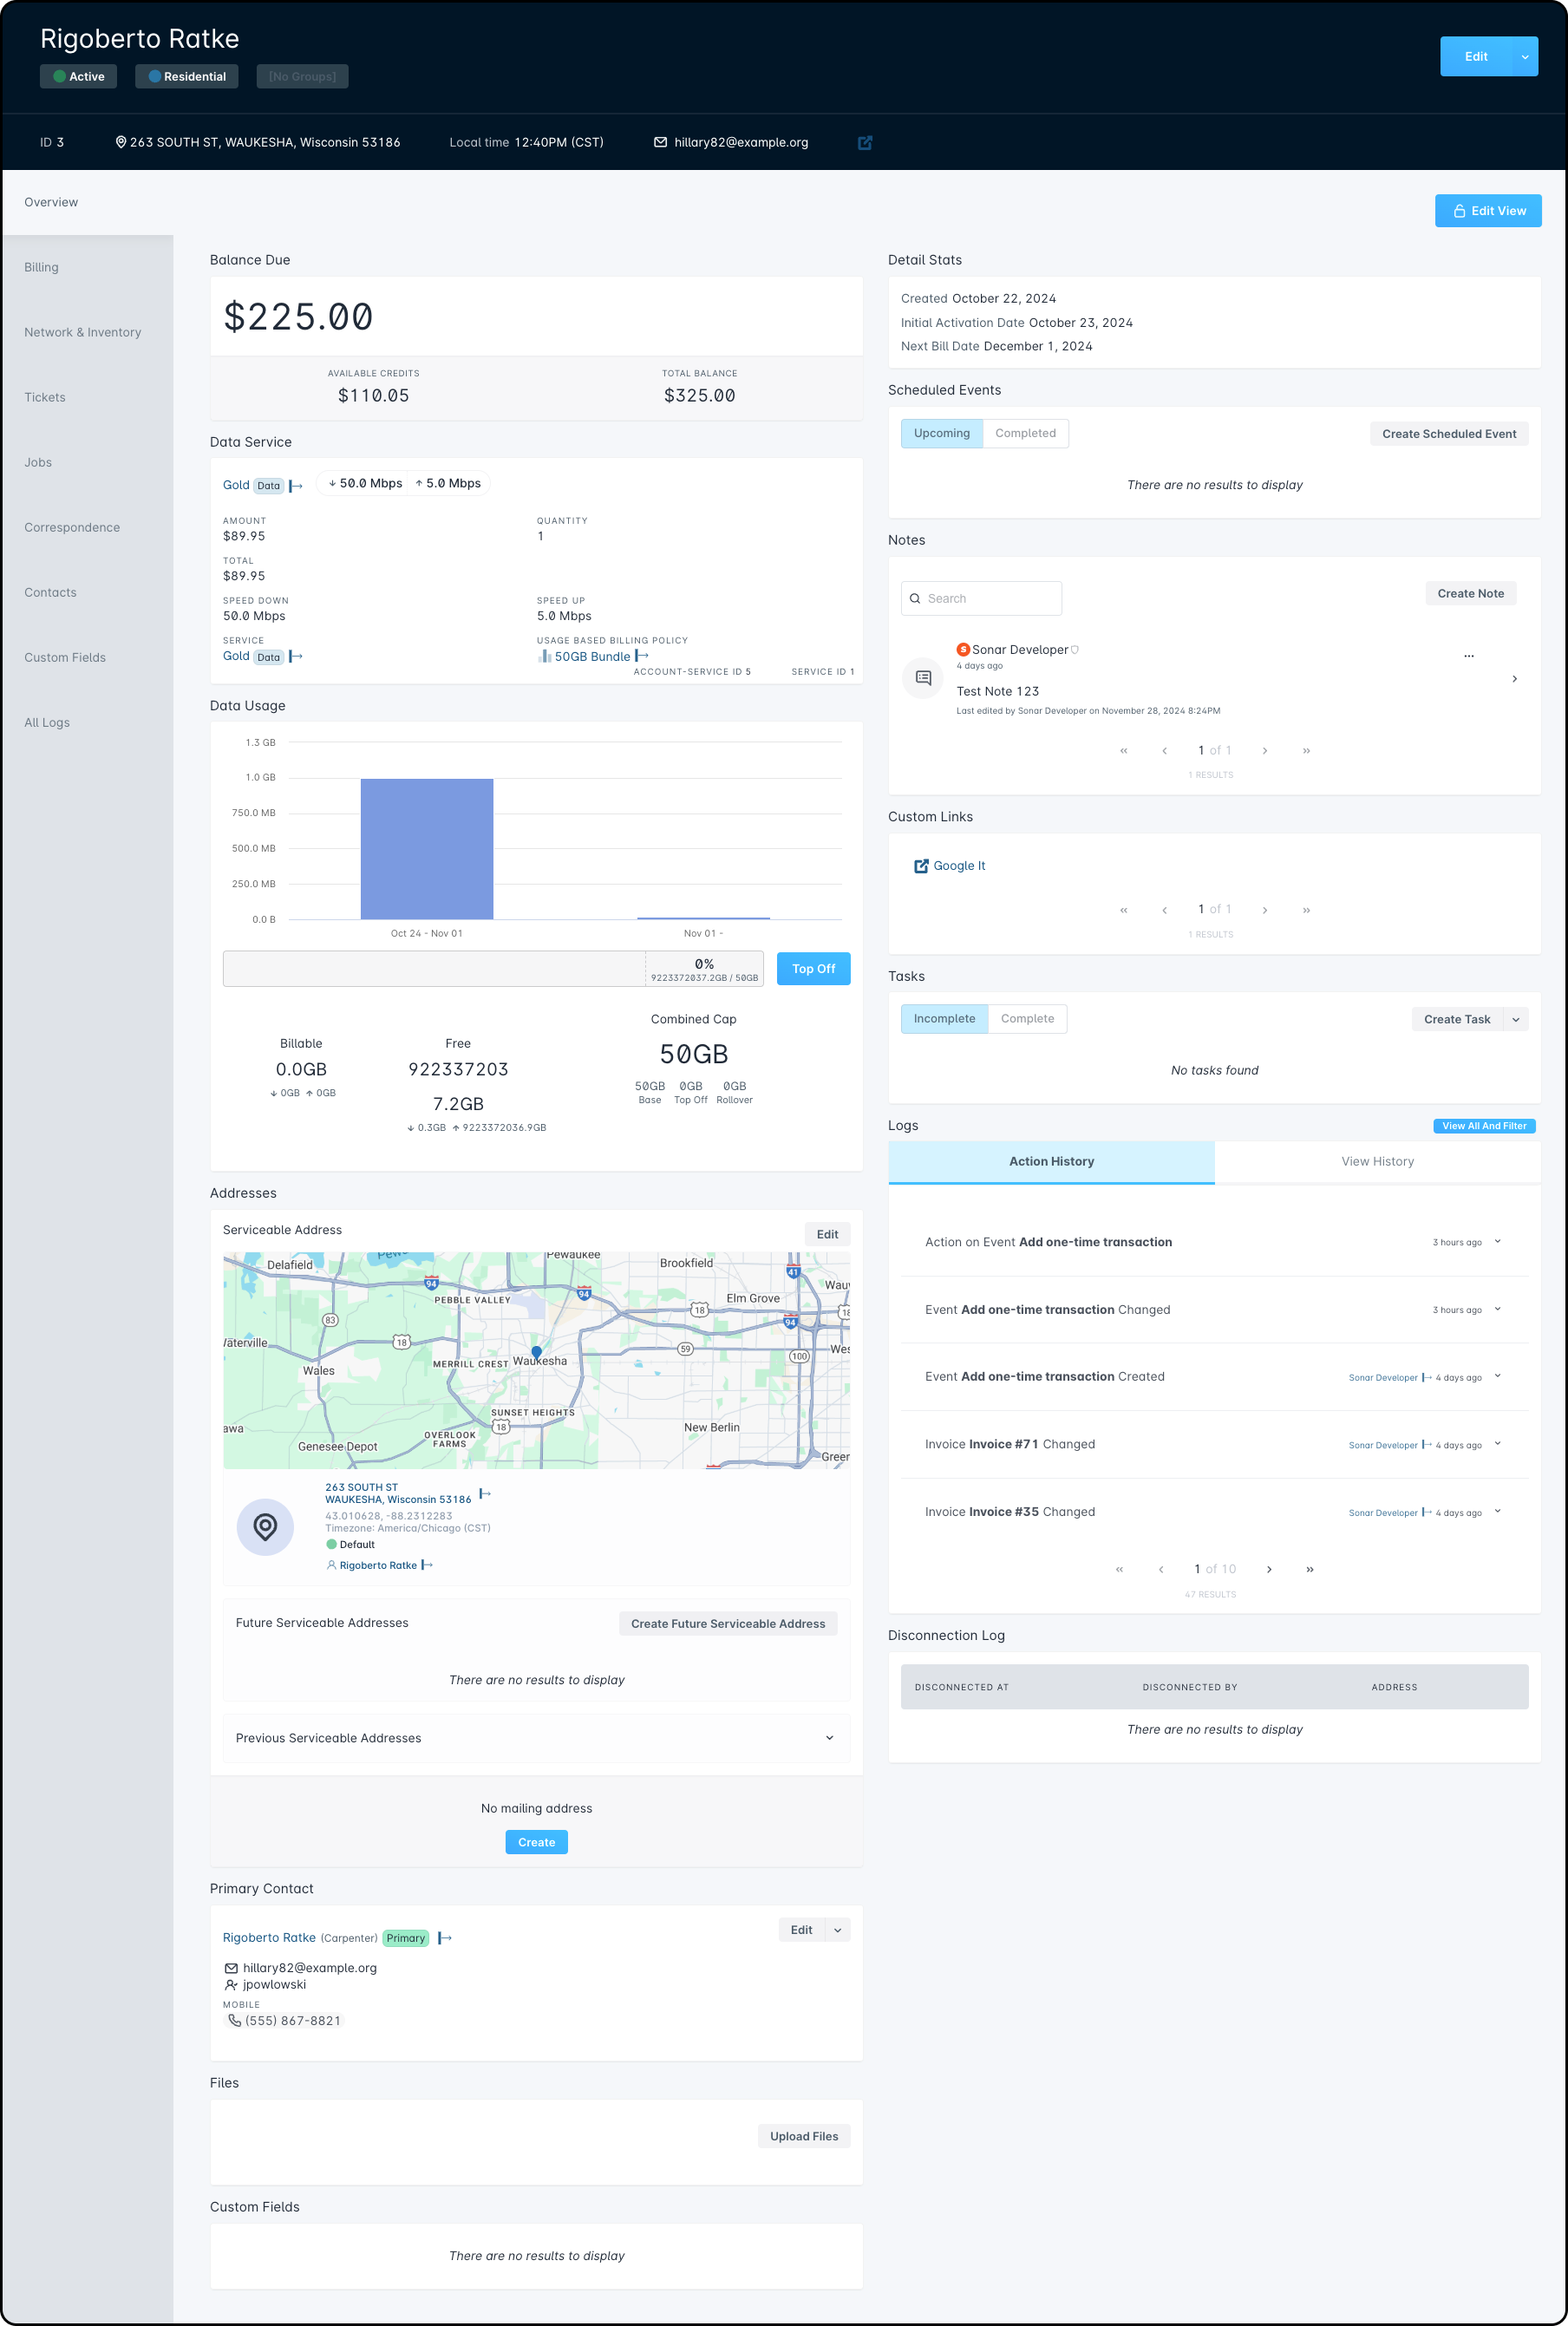 Rigoberto Ratke
Active
Residential
[No Groups]
Edit
ID 3
263 SOUTH ST, WAUKESHA, Wisconsin 53186
Local time 12:40PM (CST)
hillary82@example.org
Overview
Billing
Network & Inventory
Tickets
Jobs
Correspondence
Contacts
Custom Fields
All Logs
Edit View
Balance Due
$225.00
AVAILABLE CREDITS
$110.05
TOTAL BALANCE
$325.00
Data Service
Gold Data
50.0 Mbps 5.0 Mbps
AMOUNT
$89.95
QUANTITY
1
TOTAL
$89.95
SPEED DOWN
50.0 Mbps
SPEED UP
5.0 Mbps
SERVICE
Gold Data
USAGE BASED BILLING POLICY
50GB Bundle
ACCOUNT-SERVICE ID 5 SERVICE ID 1
Data Usage
1.3 GB
1.0 GB
750.0 MB
500.0 MB
250.0 MB
0.0 B
Oct 24 - Nov 01
Nov 01 -
0%
9223372037.2GB / 50GB
Top Off
Billable
0.0GB
0GB 0GB
Free
922337203
7.2GB
0.3GB 9223372036.9GB
Combined Cap
50GB
50GB 0GB 0GB
Base Top Off Rollover
Addresses
Serviceable Address
Edit
Delafield
Pewaukee
Brookfield
94
41
PEBBLE VALLEY
94
Elm Grove
18
83
94
18
59
100
Wales
MERRILL CREST
Waukesha
SUNSET HEIGHTS
18
New Berlin
OVERLOOK
FARMS
Genesee Depot
263 SOUTH ST
WAUKESHA, Wisconsin 53186
43.010628, -88.2312283
Timezone: America/Chicago (CST)
Default
Rigoberto Ratke
Future Serviceable Addresses
Create Future Serviceable Address
There are no results to display
Previous Serviceable Addresses
No mailing address
Create
Primary Contact
Rigoberto Ratke (Carpenter) Primary
Edit
hillary82@example.org
jpowlowski
MOBILE
(555) 867-8821
Files
Upload Files
Custom Fields
There are no results to display
Detail Stats
Created October 22, 2024
Initial Activation Date October 23, 2024
Next Bill Date December 1, 2024
Scheduled Events
Upcoming
Completed
Create Scheduled Event
There are no results to display
Notes
Search
Create Note
Sonar Developer
4 days ago
Test Note 123
Last edited by Sonar Developer on November 28, 2024 8:24PM
« ‹ 1 of 1 › »
1 RESULTS
Custom Links
Google It
« ‹ 1 of 1 › »
1 RESULTS
Tasks
Incomplete
Complete
Create Task
No tasks found
Logs
View All And Filter
Action History
View History
Action on Event Add one-time transaction
3 hours ago
Event Add one-time transaction Changed
3 hours ago
Event Add one-time transaction Created
Sonar Developer 4 days ago
Invoice Invoice #71 Changed
Sonar Developer 4 days ago
Invoice Invoice #35 Changed
Sonar Developer 4 days ago
« ‹ 1 of 10 › »
47 RESULTS
Disconnection Log
DISCONNECTED AT
DISCONNECTED BY
ADDRESS
There are no results to display